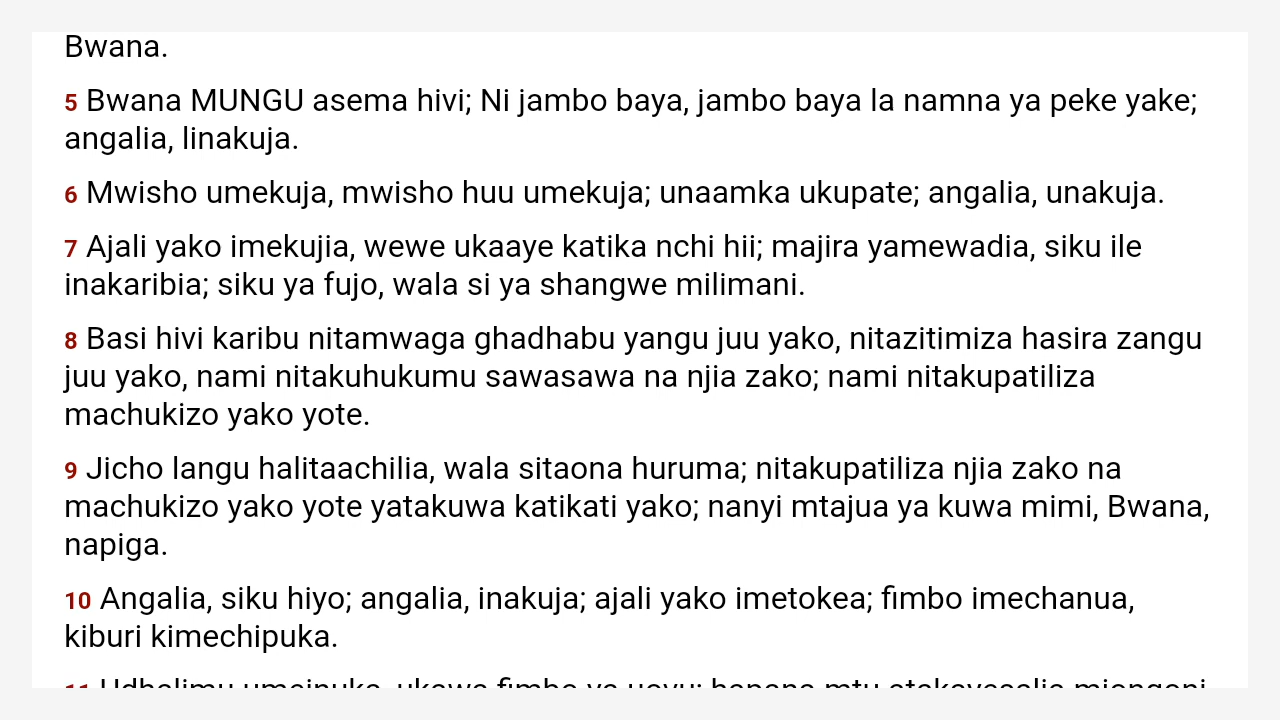 Bwana.
5 Bwana MUNGU asema hivi; Ni jambo baya, jambo baya la namna ya peke yake;
angalia, linakuja.
6 Mwisho umekuja, mwisho huu umekuja; unaamka ukupate; angalia, unakuja.
7 Ajali yako imekujia, wewe ukaaye katika nchi hii; majira yamewadia, siku ile
inakaribia; siku ya fujo, wala si ya shangwe milimani.
8 Basi hivi karibu nitamwaga ghadhabu yangu juu yako, nitazitimiza hasira zangu
juu yako, nami nitakuhukumu sawasawa na njia zako; nami nitakupatiliza
machukizo yako yote.
9 Jicho langu halitaachilia, wala sitaona huruma; nitakupatiliza njia zako na
machukizo yako yote yatakuwa katikati yako; nanyi mtajua ya kuwa mimi, Bwana,
napiga.
10 Angalia, siku hiyo; angalia, inakuja; ajali yako imetokea; fimbo imechanua,
kiburi kimechipuka.